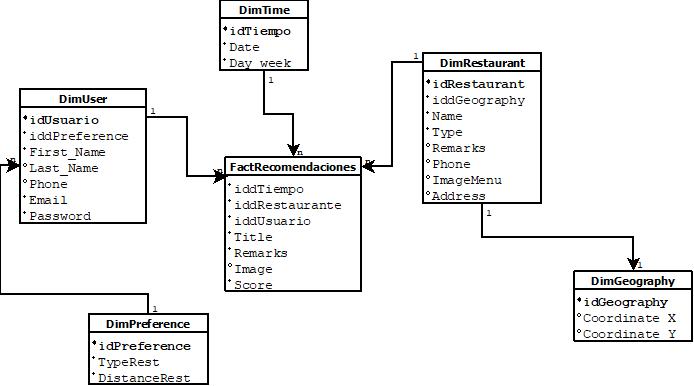 DimTime
idTiempo
Date
Day_week
1
1
DimRestaurant
idRestaurant
iddGeography
Name
Type
Remarks
Phone
ImageMenu
Address
1
DimUser
idUsuario
iddPreference
First_Name
Last_Name
Phone
Email
Password
1
n
n
n
n
FactRecomendaciones
iddTiempo
iddRestaurante
iddUsuario
Title
Remarks
Image
Score
1
DimGeography
idGeography
Coordinate_X
Coordinate_Y
1
DimPreference
idPreference
TypeRest
DistanceRest